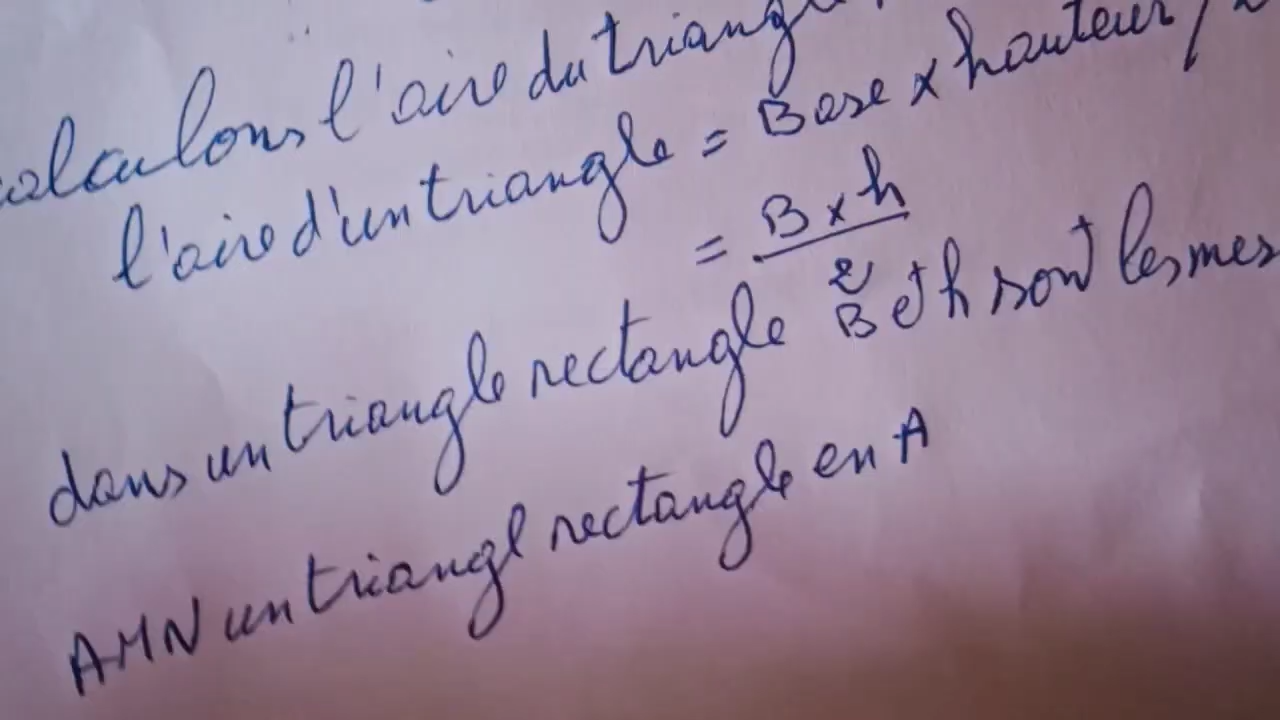 calculons l'aire du triangle
l'aire d'un triangle = Base x hauteur / 2
= B x h / 2
dans un triangle rectangle B et h sont les mes
AMN un triangl rectangle en A